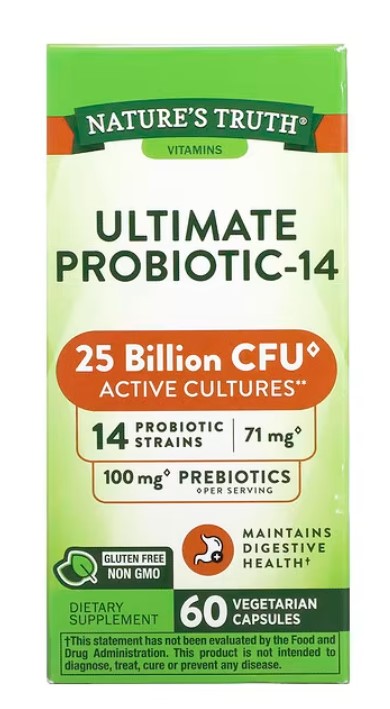 NATURE'S TRUTH®
VITAMINS
ULTIMATE
PROBIOTIC-14
25 Billion CFU◊
ACTIVE CULTURES**
14 PROBIOTIC STRAINS | 71 mg◊
100 mg◊ PREBIOTICS
◊PER SERVING
MAINTAINS
DIGESTIVE
HEALTH†
GLUTEN FREE
NON GMO
DIETARY
SUPPLEMENT
60 VEGETARIAN CAPSULES
†This statement has not been evaluated by the Food and
Drug Administration. This product is not intended to
diagnose, treat, cure or prevent any disease.